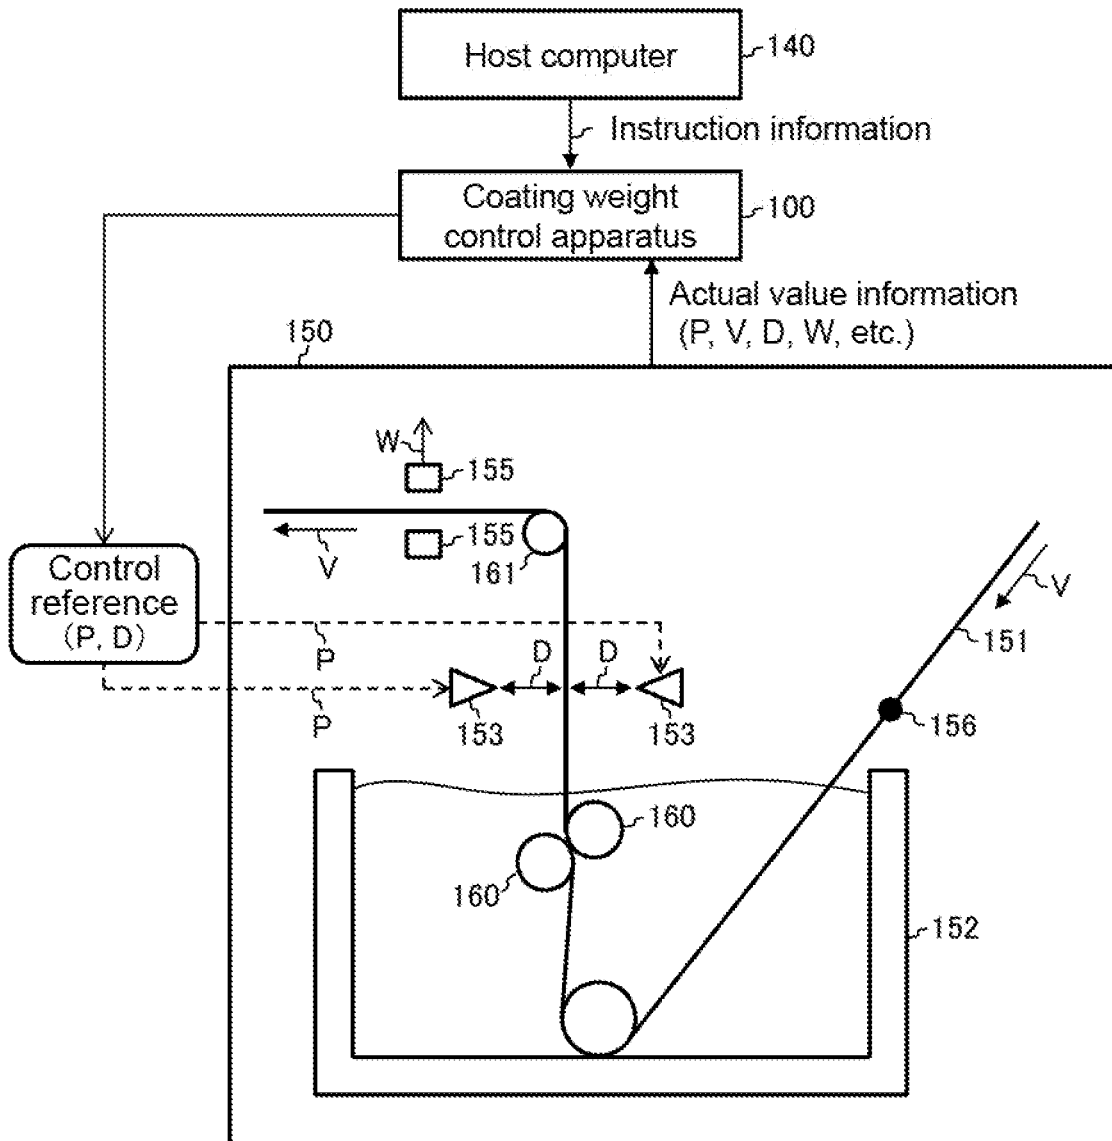 Host computer
140
Instruction information
Coating weight
control apparatus
100
Actual value information
(P, V, D, W, etc.)
150
W
155
155
V
161
Control
reference
(P, D)
V
151
P
P
D
D
153
153
156
160
160
152